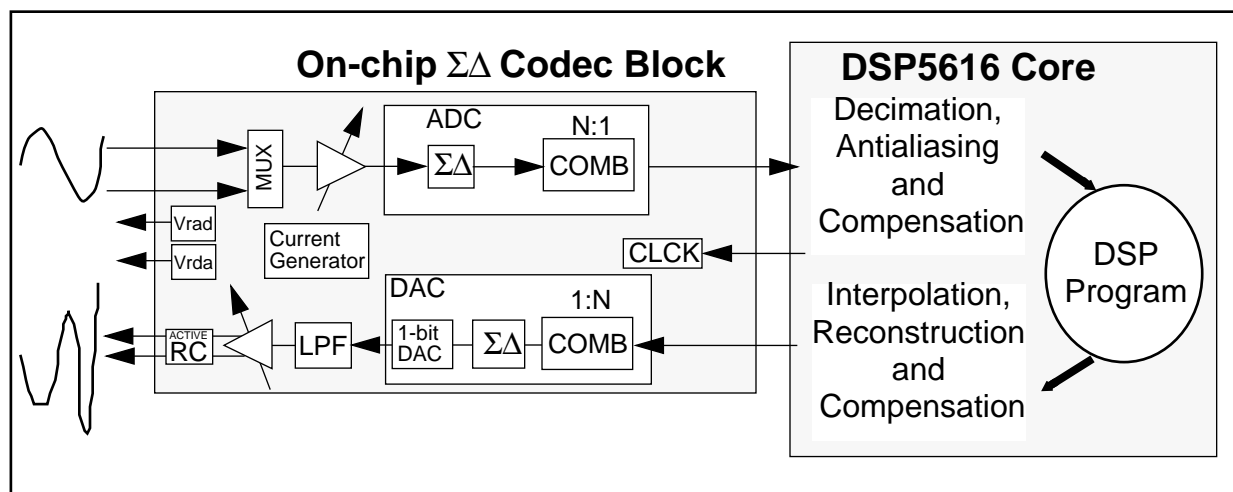 On-chip ΣΔ Codec Block
DSP5616 Core
MUX
ADC
N:1
ΣΔ
COMB
Vrad
Vrda
Current
Generator
CLCK
DAC
1:N
ACTIVE
RC
LPF
1-bit
DAC
ΣΔ
COMB
Decimation,
Antialiasing
and
Compensation
Interpolation,
Reconstruction
and
Compensation
DSP
Program